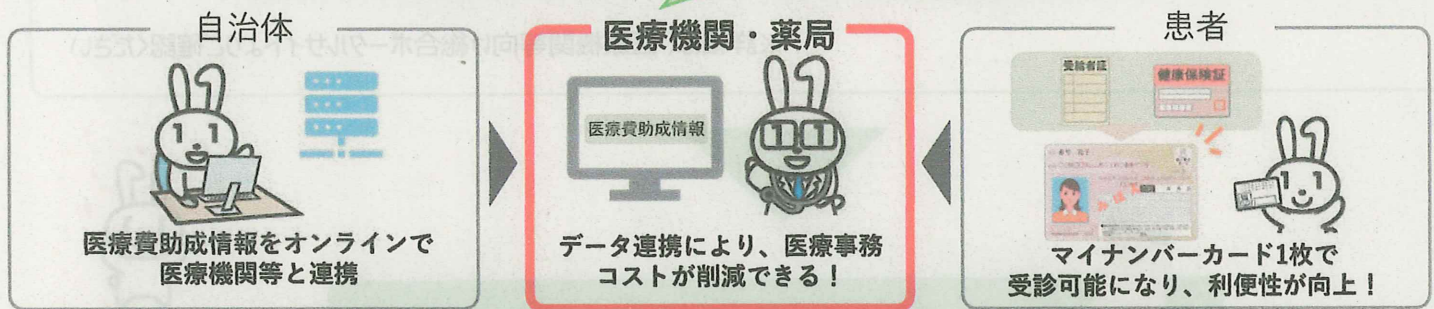 自治体
医療費助成情報をオンラインで
医療機関等と連携
医療機関・薬局
医療費助成情報
データ連携により、医療事務
コストが削減できる！
患者
受給者証
健康保険証
マイナンバーカード1枚で
受診可能になり、利便性が向上！